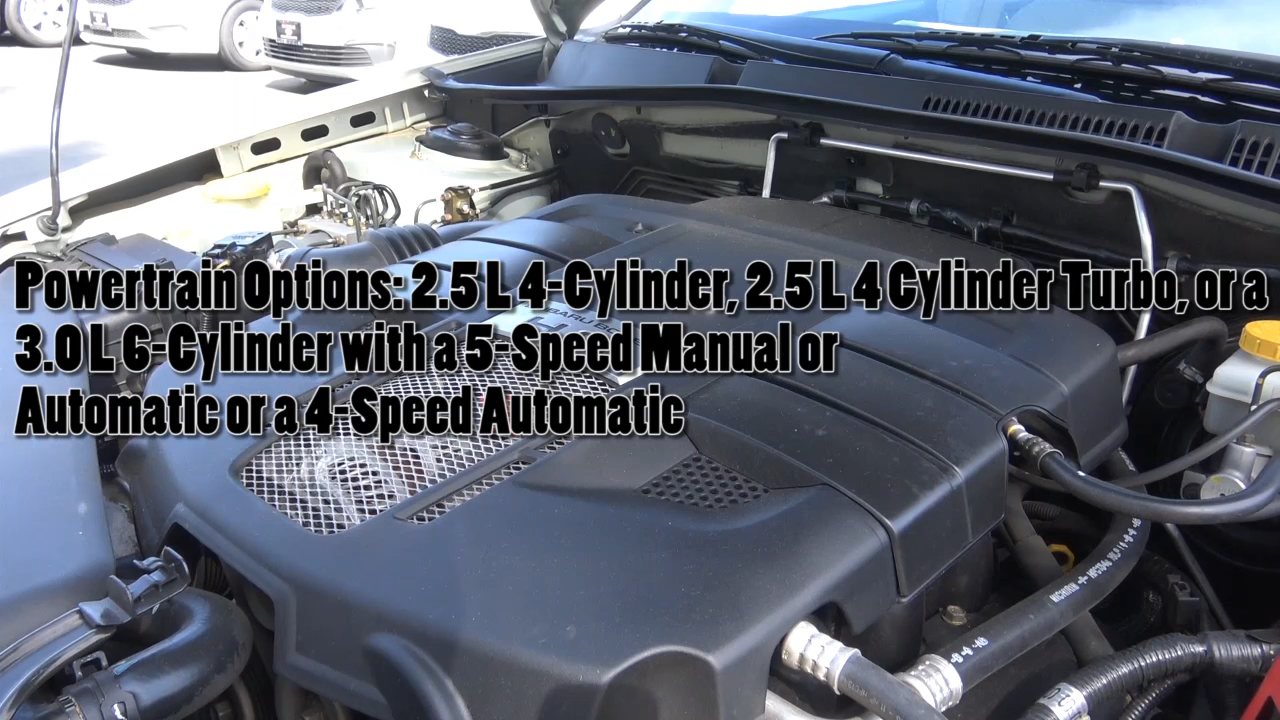 Powertrain Options: 2.5 L 4-Cylinder, 2.5 L 4 Cylinder Turbo, or a
3.0 L 6-Cylinder with a 5-Speed Manual or
Automatic or a 4-Speed Automatic